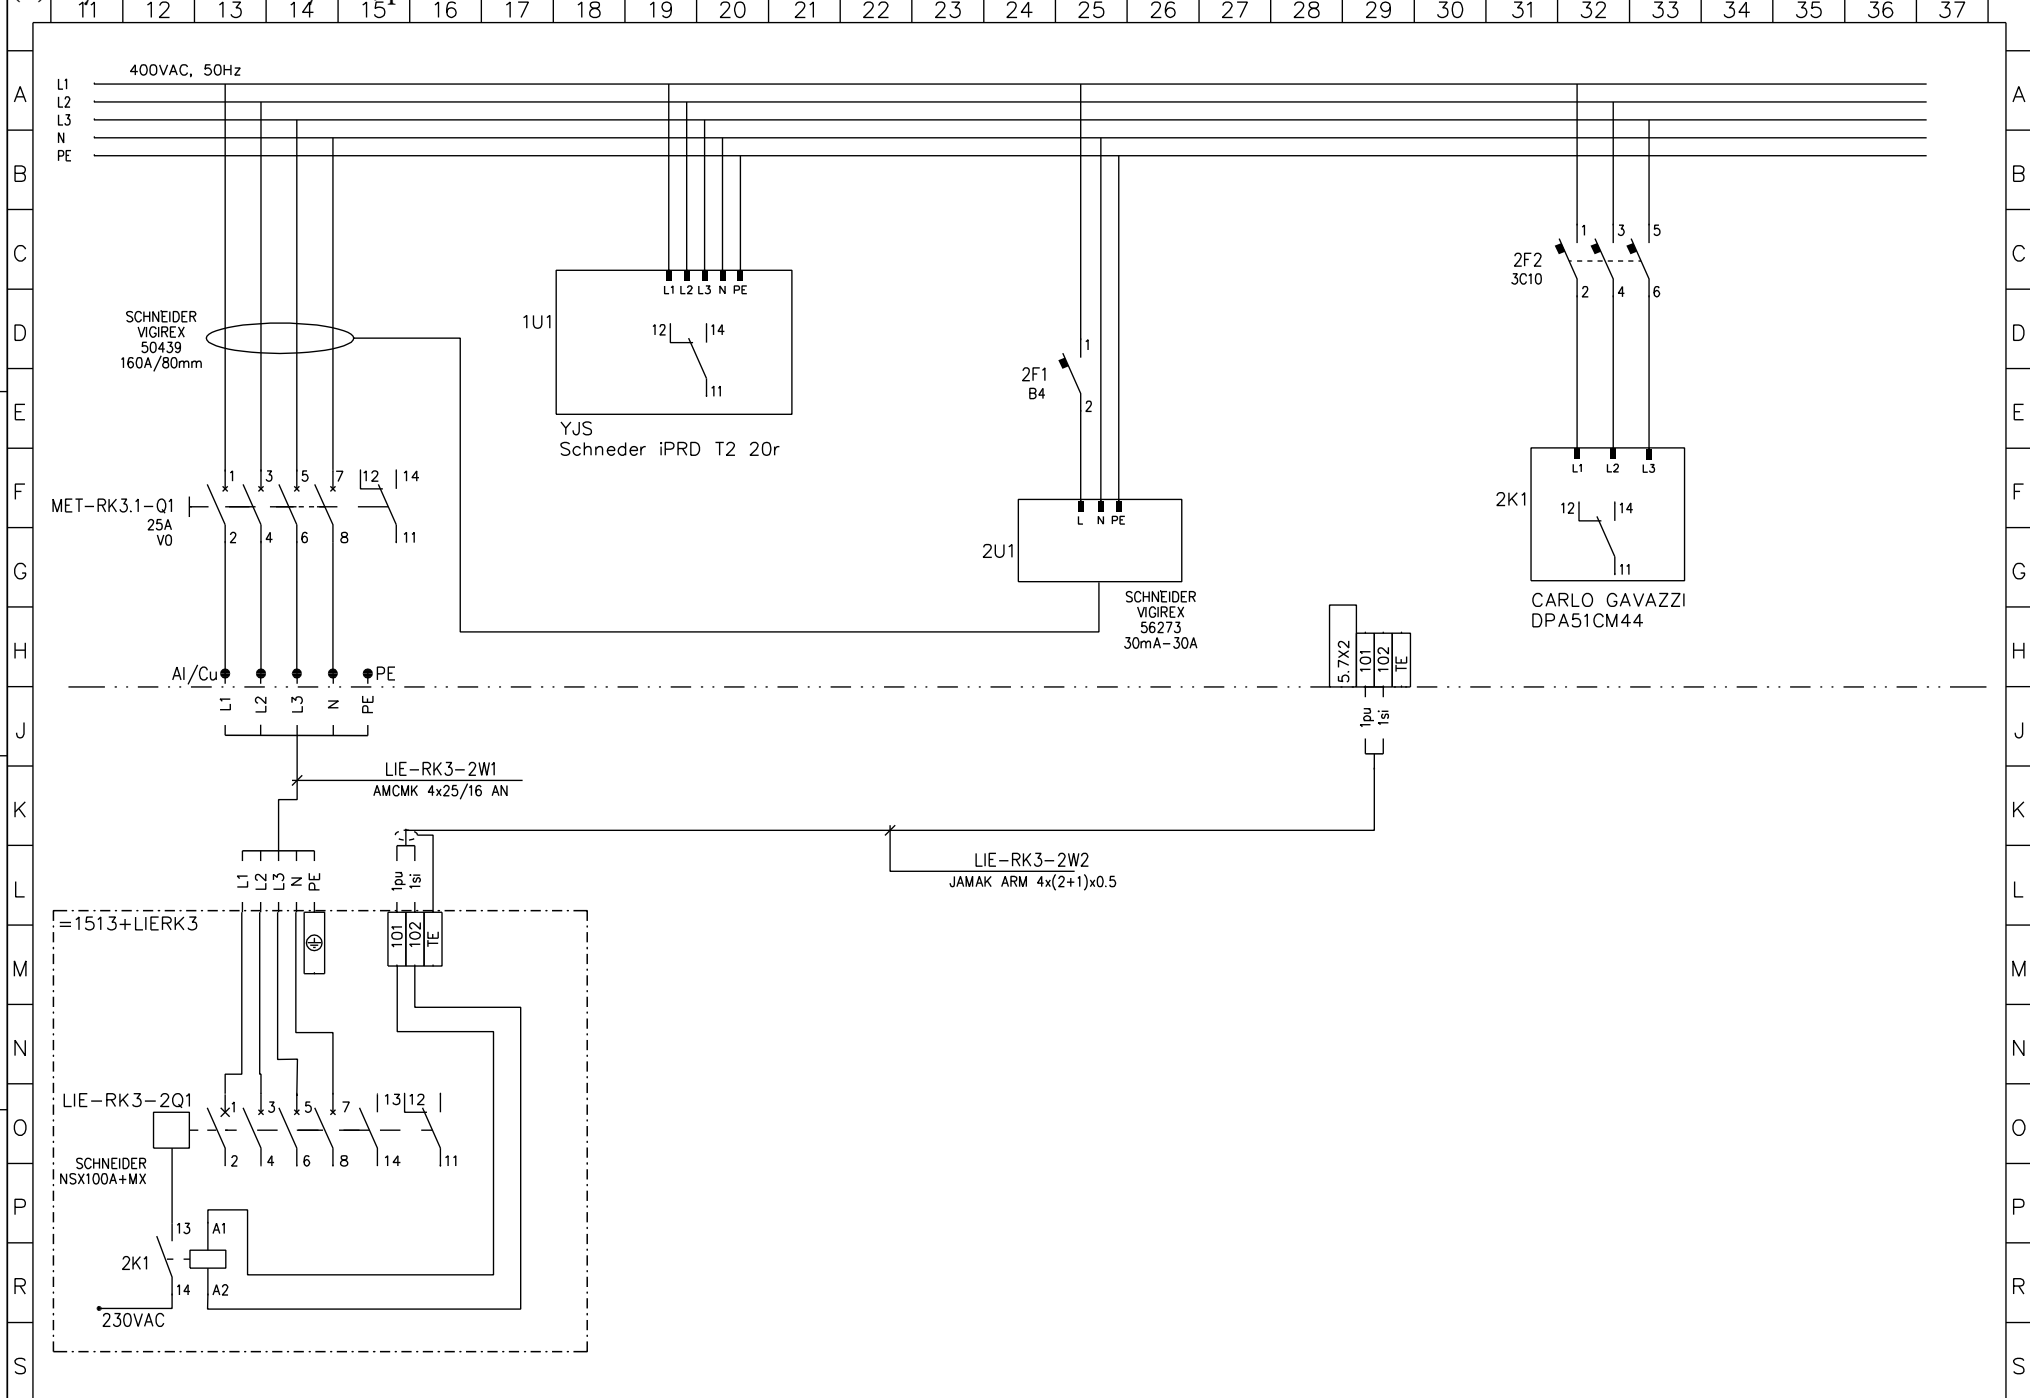 11 12 13 14 15 16 17 18 19 20 21 22 23 24 25 26 27 28 29 30 31 32 33 34 35 36 37
400VAC, 50Hz
A L1 A
L2
L3
N
PE
B B
C C
1 3 5
2F2
3C10
2 4 6
L1 L2 L3 N PE
D D
SCHNEIDER
VIGIREX
50439
160A/80mm
1U1
12 14
11
YJS
Schneder iPRD T2 20r
1
2F1
B4
2
E E
F F
1 3 5 7 12 14
MET-RK3.1-Q1
25A
V0
2 4 6 8 11
L N PE
2U1
SCHNEIDER
VIGIREX
56273
30mA-30A
L1 L2 L3
2K1
12 14
11
CARLO GAVAZZI
DPA51CM44
G G
H H
5.7X2 101 102 TE
Al/Cu PE
L1 L2 L3 N PE
1pu 1si
J J
LIE-RK3-2W1
AMCMK 4x25/16 AN
K K
LIE-RK3-2W2
JAMAK ARM 4x(2+1)x0.5
L1 L2 L3 N PE 1pu 1si
L L
=1513+LIERK3
101 102 TE
M M
N N
LIE-RK3-2Q1
1 3 5 7 13 12
O O
2 4 6 8 14 11
SCHNEIDER
NSX100A+MX
P P
13 A1
2K1
14 A2
R R
230VAC
S S